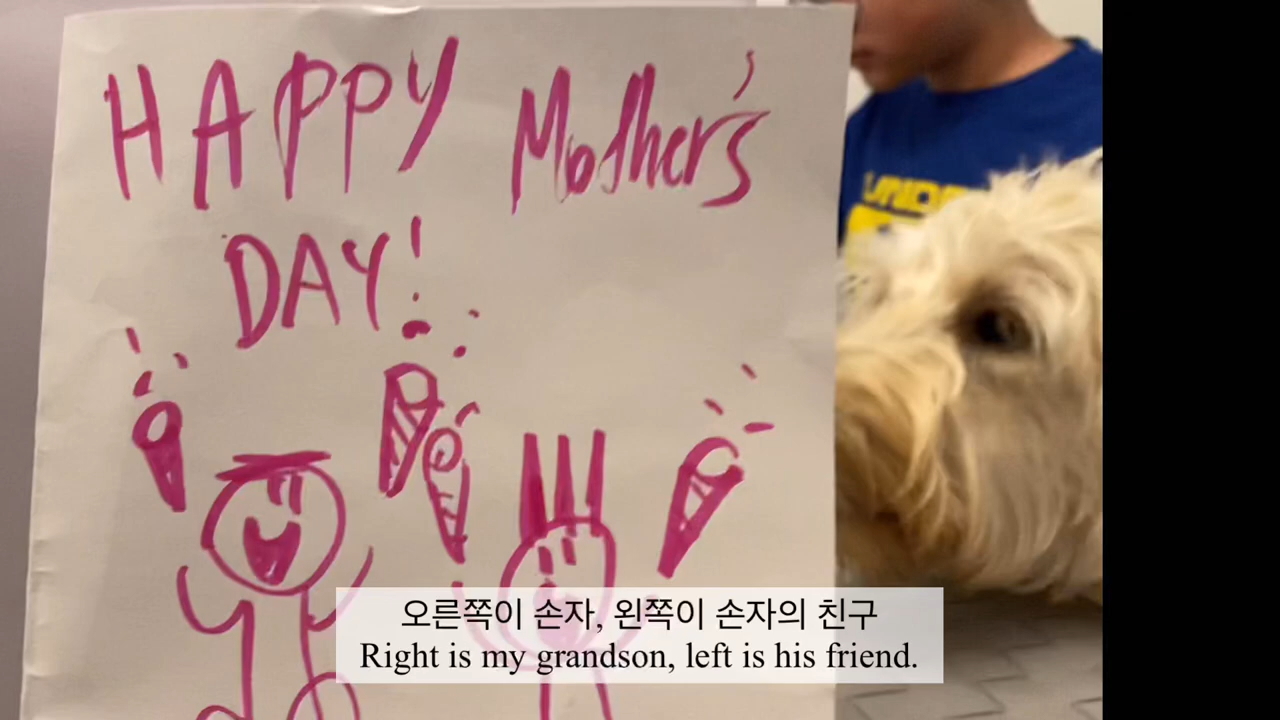 HAPPY Mother's
DAY!
UNDE
오른쪽이 손자, 왼쪽이 손자의 친구
Right is my grandson, left is his friend.